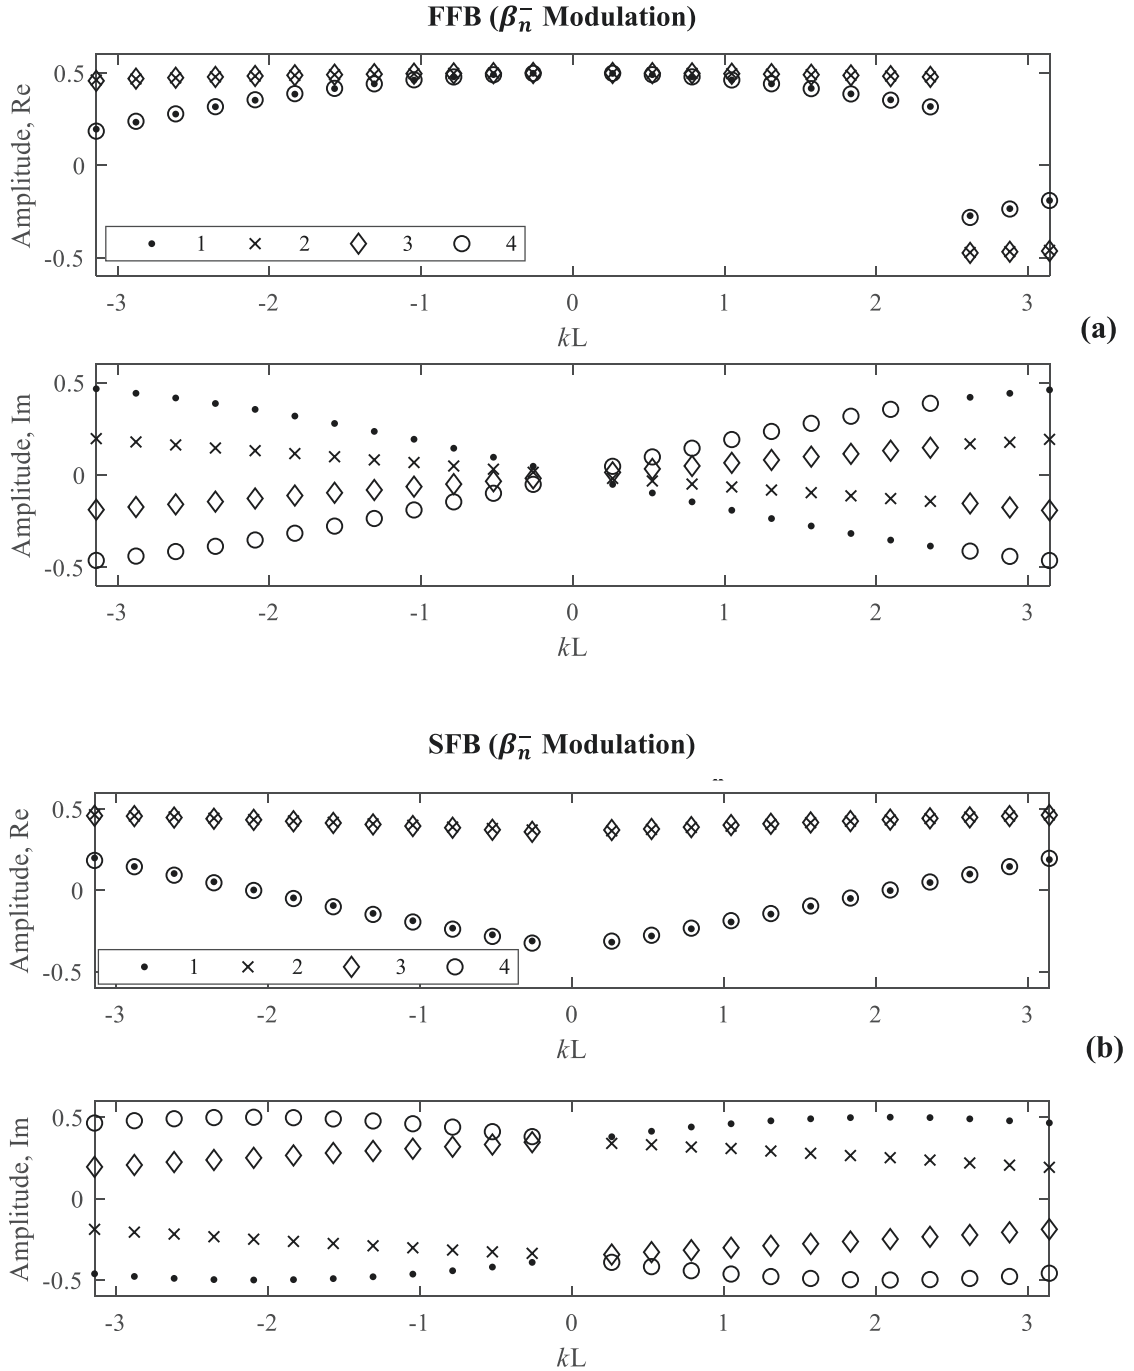 FFB (βₙ⁻ Modulation)
0.5
0
-0.5
Amplitude, Re
1 2 3 4
-3 -2 -1 0 1 2 3
kL
(a)
0.5
0
-0.5
Amplitude, Im
-3 -2 -1 0 1 2 3
kL
SFB (βₙ⁻ Modulation)
0.5
0
-0.5
Amplitude, Re
1 2 3 4
-3 -2 -1 0 1 2 3
kL
(b)
0.5
0
-0.5
Amplitude, Im
-3 -2 -1 0 1 2 3
kL